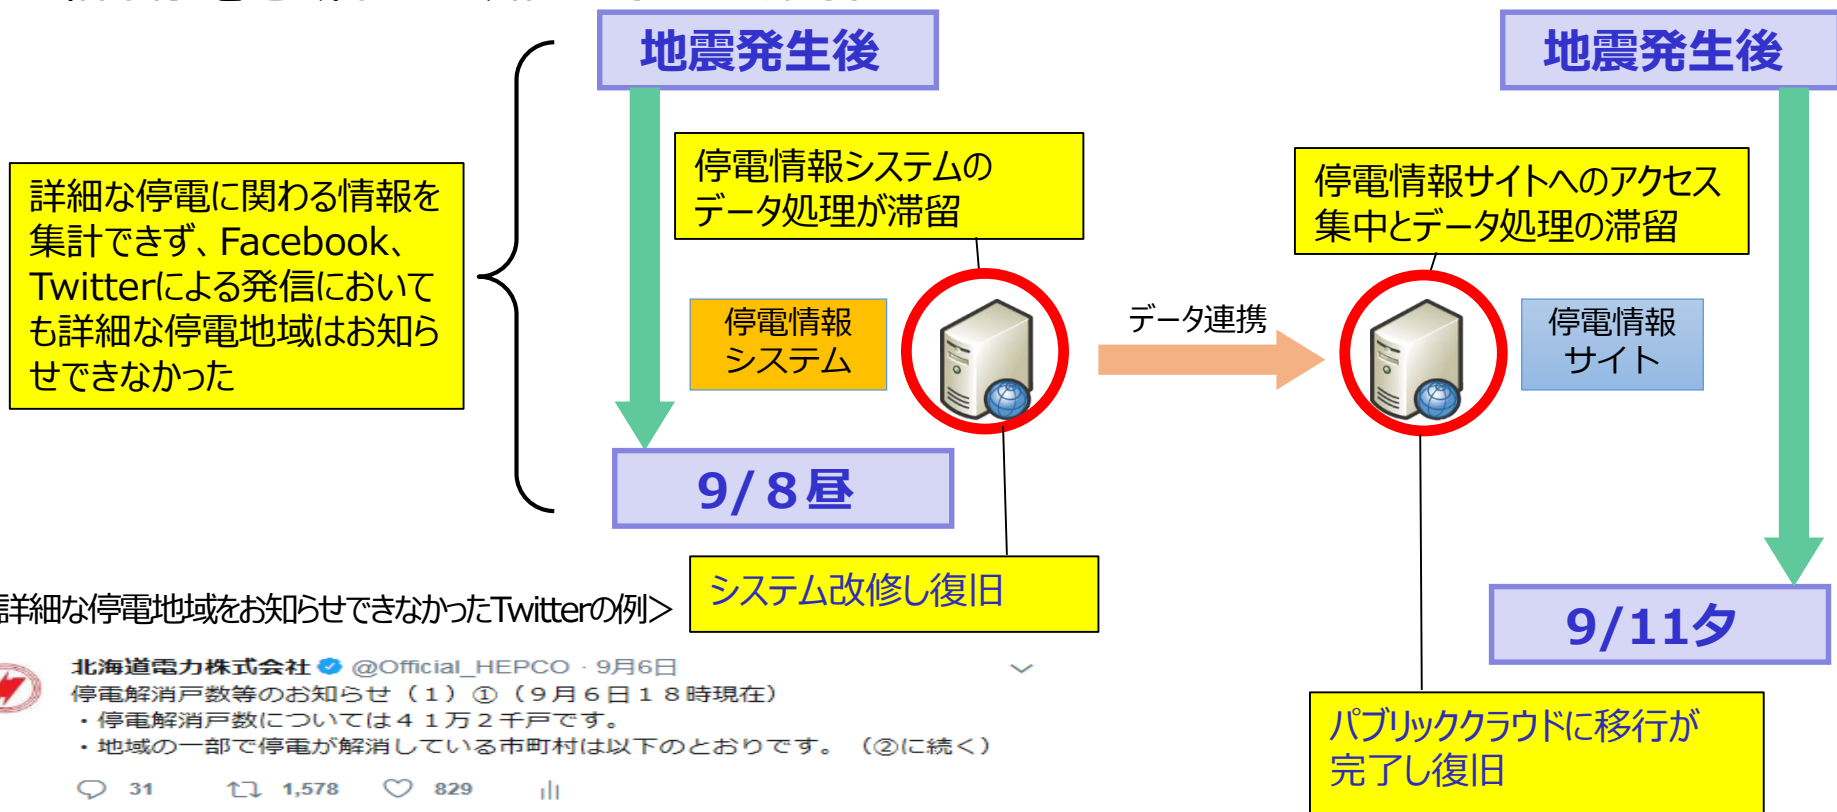 地震発生後
地震発生後
詳細な停電に関わる情報を
集計できず、Facebook、
Twitterによる発信において
も詳細な停電地域はお知ら
せできなかった
停電情報システムの
データ処理が滞留
停電情報サイトへのアクセス
集中とデータ処理の滞留
停電情報
システム
データ連携
停電情報
サイト
9/８昼
システム改修し復旧
9/11夕
パブリッククラウドに移行が
完了し復旧
詳細な停電地域をお知らせできなかったTwitterの例＞
北海道電力株式会社 @Official_HEPCO · 9月6日
停電解消戸数等のお知らせ（１）①（９月６日１８時現在）
・停電解消戸数については４１万２千戸です。
・地域の一部で停電が解消している市町村は以下のとおりです。（②に続く）
31 1,578 829